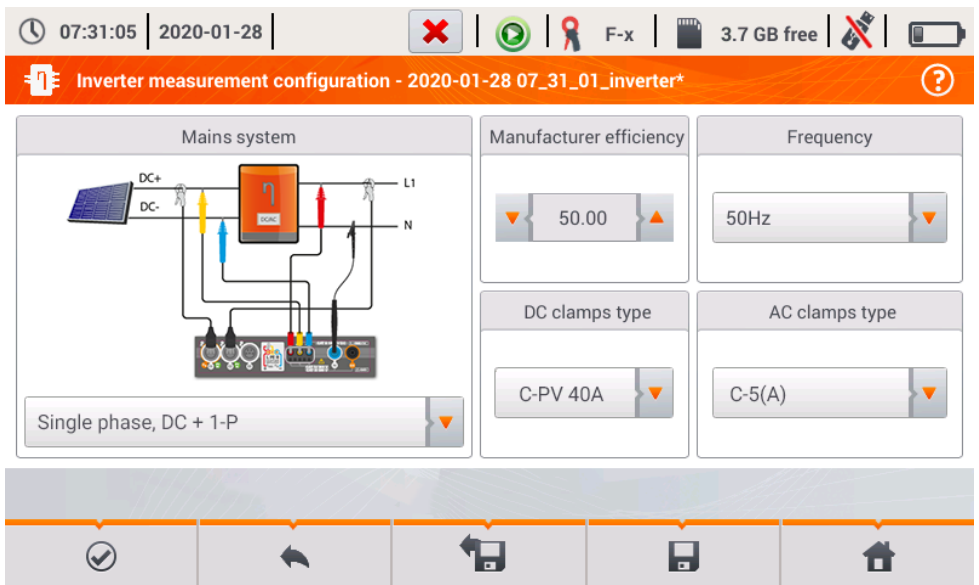 07:31:05 2020-01-28 F-x 3.7 GB free
Inverter measurement configuration - 2020-01-28 07_31_01_inverter* ?
Mains system
Manufacturer efficiency
Frequency
DC+
DC-
η
DC/AC
L1
N
50.00
50Hz
DC clamps type
AC clamps type
C-PV 40A
C-5(A)
Single phase, DC + 1-P